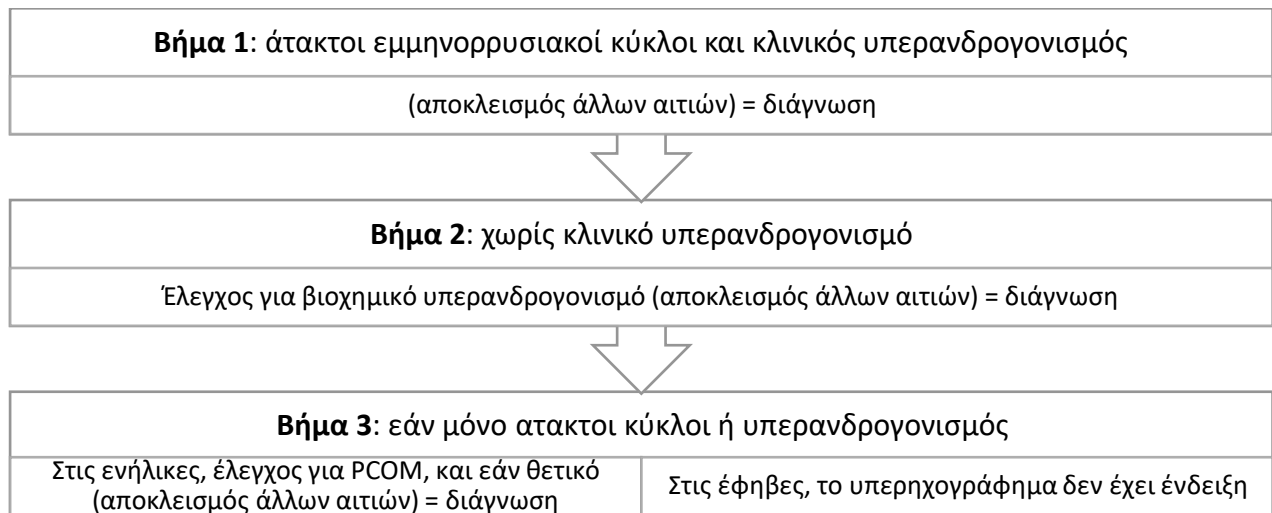 Βήμα 1: άτακτοι εμμηνορρυσιακοί κύκλοι και κλινικός υπερανδρογονισμός
(αποκλεισμός άλλων αιτιών) = διάγνωση
Βήμα 2: χωρίς κλινικό υπερανδρογονισμό
Έλεγχος για βιοχημικό υπερανδρογονισμό (αποκλεισμός άλλων αιτιών) = διάγνωση
Βήμα 3: εάν μόνο ατακτοι κύκλοι ή υπερανδρογονισμός
Στις ενήλικες, έλεγχος για PCOM, και εάν θετικό
(αποκλεισμός άλλων αιτιών) = διάγνωση
Στις έφηβες, το υπερηχογράφημα δεν έχει ένδειξη